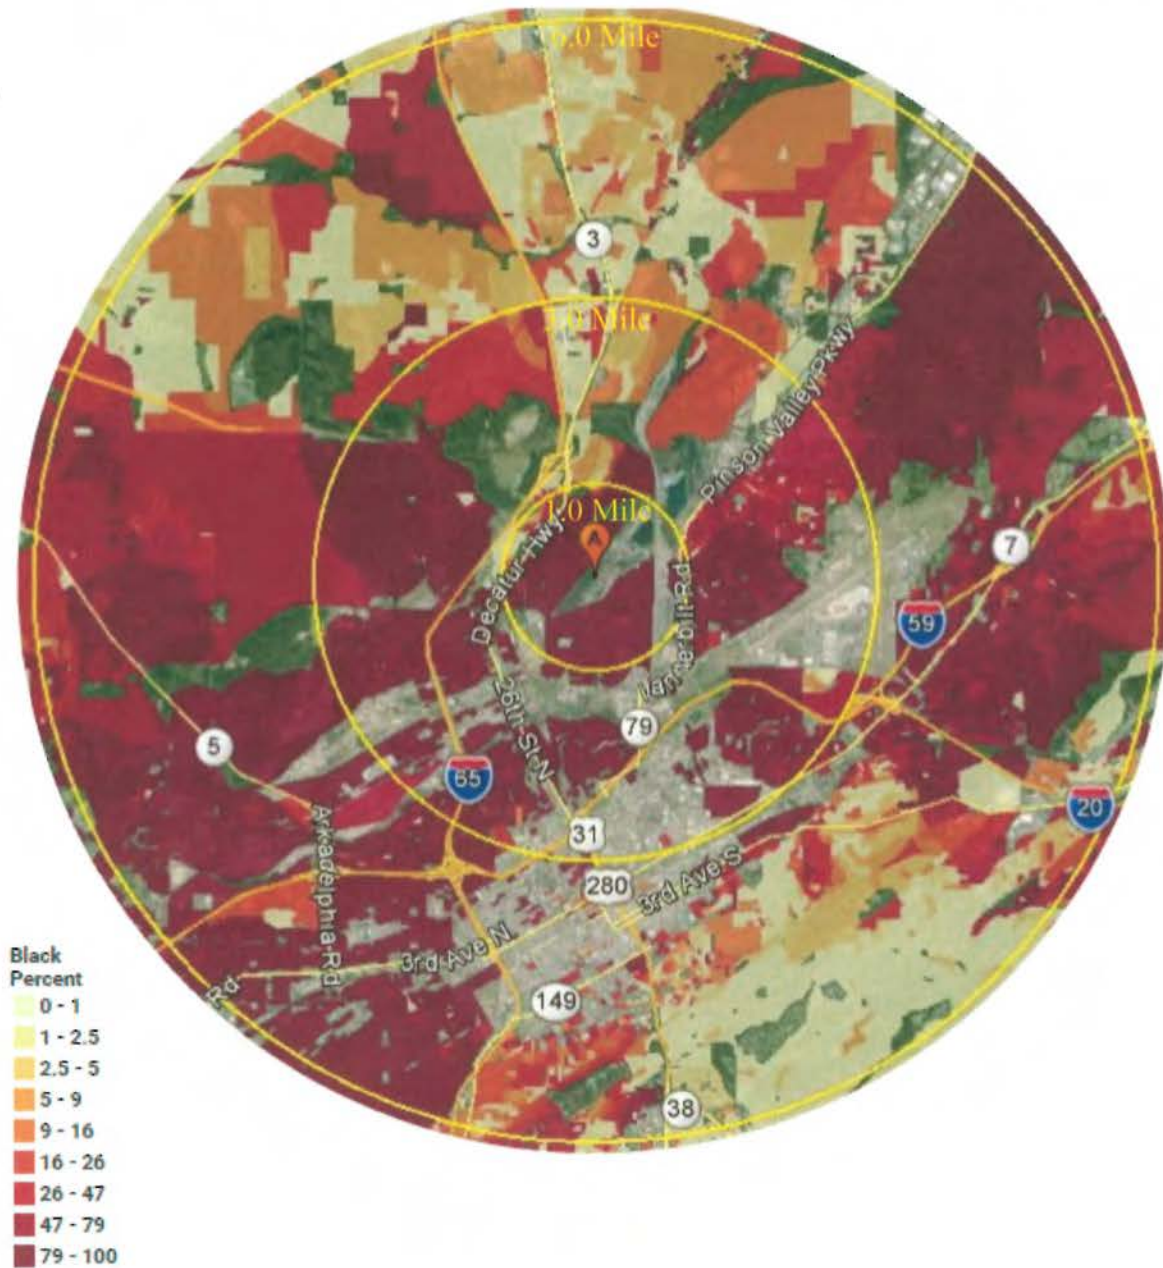 6.0 Mile
3
3.0 Mile
Pinson Valley Pkwy
1.0 Mile
A
7
Decatur Hwy
59
26th St N
79
5
65
20
31
Arkadelphia Rd
280
3rd Ave S
3rd Ave N
Rd
149
38
Black
Percent
0 - 1
1 - 2.5
2.5 - 5
5 - 9
9 - 16
16 - 26
26 - 47
47 - 79
79 - 100